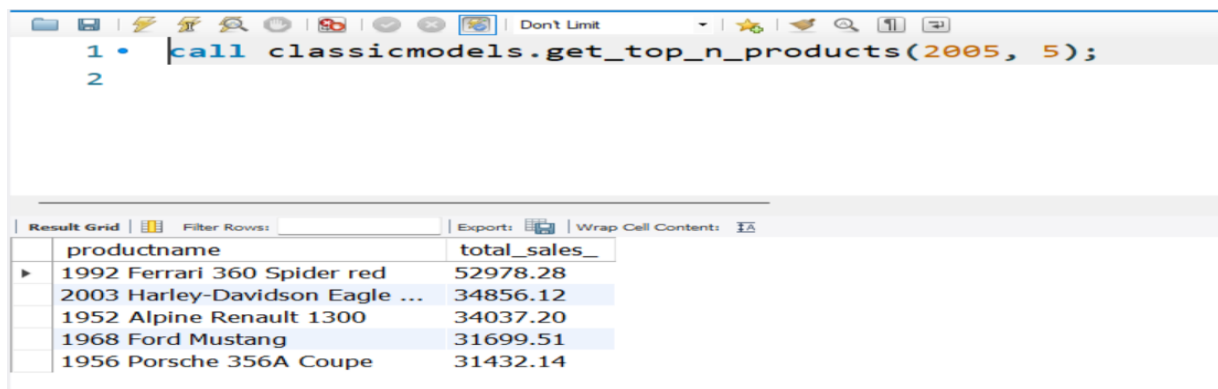 Don't Limit
1 call classicmodels.get_top_n_products(2005, 5);
2
Result Grid Filter Rows: Export: Wrap Cell Content: IA
productname total_sales_
1992 Ferrari 360 Spider red 52978.28
2003 Harley-Davidson Eagle ... 34856.12
1952 Alpine Renault 1300 34037.20
1968 Ford Mustang 31699.51
1956 Porsche 356A Coupe 31432.14